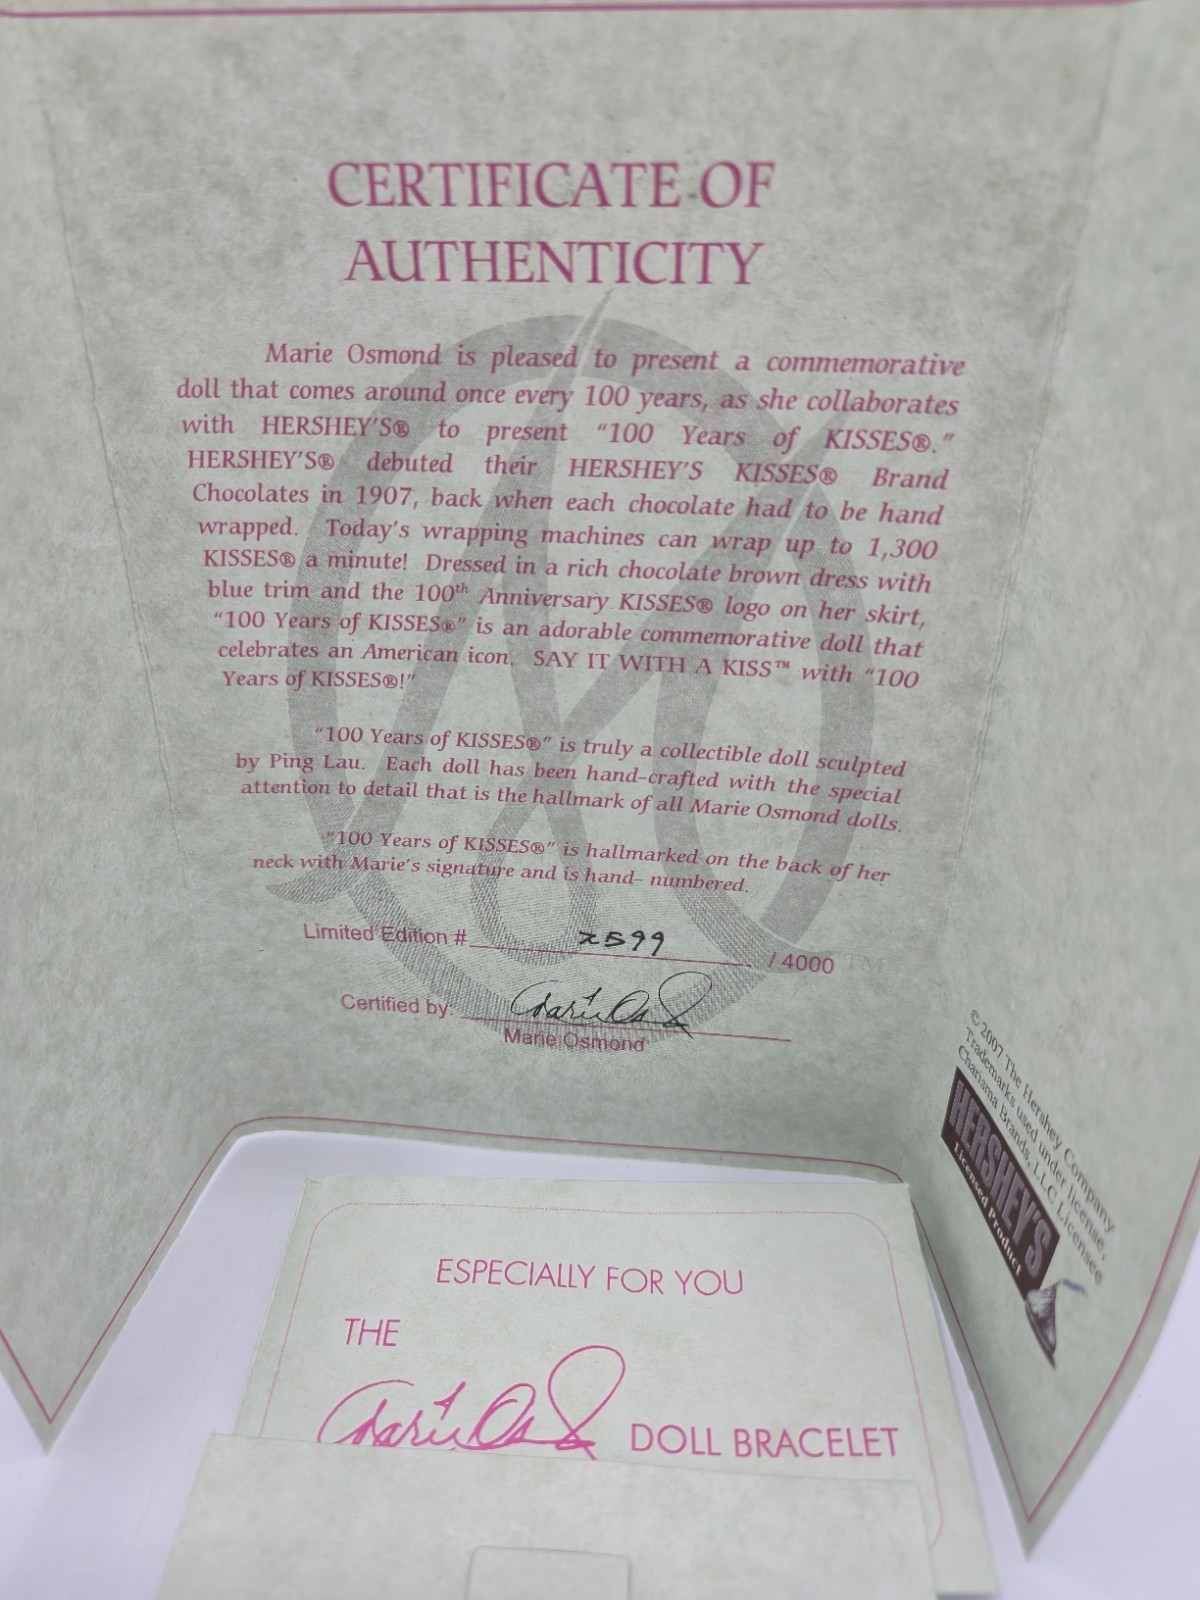 CERTIFICATE OF
AUTHENTICITY
Marie Osmond is pleased to present a commemorative
doll that comes around once every 100 years, as she collaborates
with HERSHEY'S® to present "100 Years of KISSES®."
HERSHEY'S® debuted their HERSHEY'S KISSES® Brand
Chocolates in 1907, back when each chocolate had to be hand
wrapped. Today's wrapping machines can wrap up to 1,300
KISSES® a minute! Dressed in a rich chocolate brown dress with
blue trim and the 100th Anniversary KISSES® logo on her skirt,
"100 Years of KISSES®" is an adorable commemorative doll that
celebrates an American icon. SAY IT WITH A KISS™ with "100
Years of KISSES®!"
"100 Years of KISSES®" is truly a collectible doll sculpted
by Ping Lau. Each doll has been hand-crafted with the special
attention to detail that is the hallmark of all Marie Osmond dolls.
"100 Years of KISSES®" is hallmarked on the back of her
neck with Marie's signature and is hand- numbered.
Limited Edition # 2599 / 4000 TM
Certified by: Marie Osmond
Marie Osmond
© 2007 The Hershey Company
Trademarks used under license,
Charisma Brands, LLC Licensee
HERSHEY'S
Licensed Product
ESPECIALLY FOR YOU
THE
Marie Osmond DOLL BRACELET